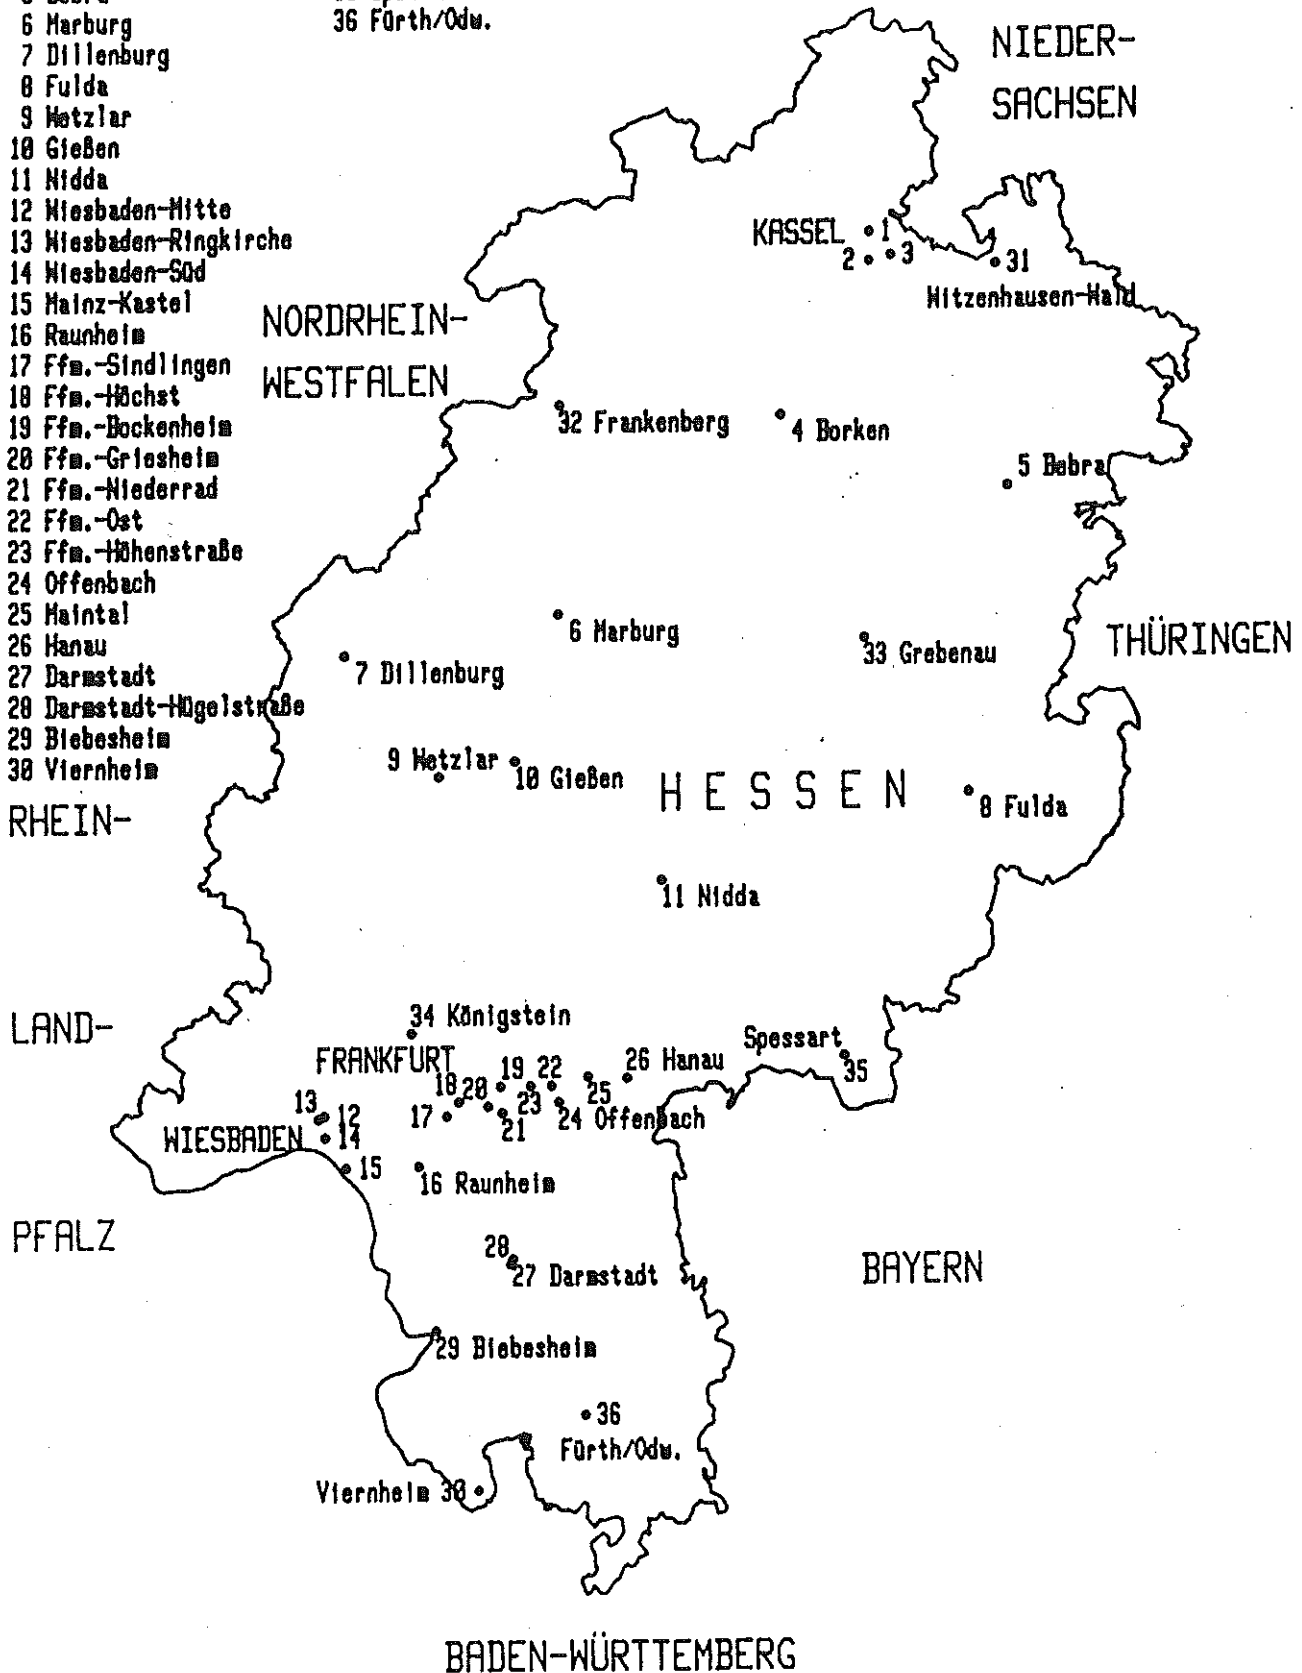 36 Fürth/Odw.
6 Marburg
7 Dillenburg
8 Fulda
9 Wetzlar
10 Gießen
11 Nidda
12 Wiesbaden-Mitte
13 Wiesbaden-Ringkirche
14 Wiesbaden-Süd
15 Mainz-Kastel
16 Raunheim
17 Ffm.-Sindlingen
18 Ffm.-Höchst
19 Ffm.-Bockenheim
20 Ffm.-Griesheim
21 Ffm.-Niederrad
22 Ffm.-Ost
23 Ffm.-Höhenstraße
24 Offenbach
25 Maintal
26 Hanau
27 Darmstadt
28 Darmstadt-Hügelstraße
29 Biebesheim
30 Viernheim
NIEDER-
SACHSEN
KASSEL 1
2 3 31
Witzenhausen-Wald
NORDRHEIN-
WESTFALEN
32 Frankenberg
4 Borken
5 Bebra
6 Marburg
33 Grebenau
THÜRINGEN
7 Dillenburg
9 Wetzlar
10 Gießen
HESSEN
8 Fulda
RHEIN-
11 Nidda
LAND-
34 Königstein
Spessart
35
FRANKFURT
26 Hanau
19 22 25
18 20 23
17 21 24 Offenbach
13 12
WIESBADEN 14
15
16 Raunheim
PFALZ
28
27 Darmstadt
BAYERN
29 Biebesheim
36
Fürth/Odw.
Viernheim 30
BADEN-WÜRTTEMBERG